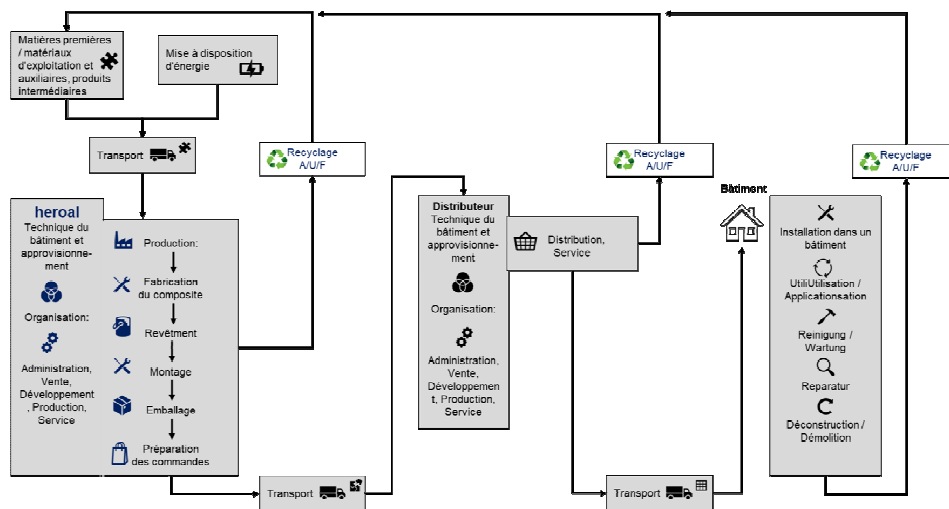 Matières premières
/ matériaux
d'exploitation et
auxiliaires, produits
intermédiaires
Mise à disposition
d'énergie
Transport
Recyclage
A/U/F
Recyclage
A/U/F
Recyclage
A/U/F
heroal
Technique du
bâtiment et
approvisionne-
ment
Organisation:
Administration,
Vente,
Développement
, Production,
Service
Production:
Fabrication
du composite
Revêtment
Montage
Emballage
Préparation
des commandes
Transport
Distributeur
Technique du
bâtiment et
approvisionne-
ment
Organisation:
Administration,
Vente,
Développemen
t, Production,
Service
Distribution,
Service
Transport
Bâtiment
Installation dans un
bâtiment
UtiliUtilisation /
Applicationsation
Reinigung /
Wartung
Reparatur
Déconstruction /
Démolition